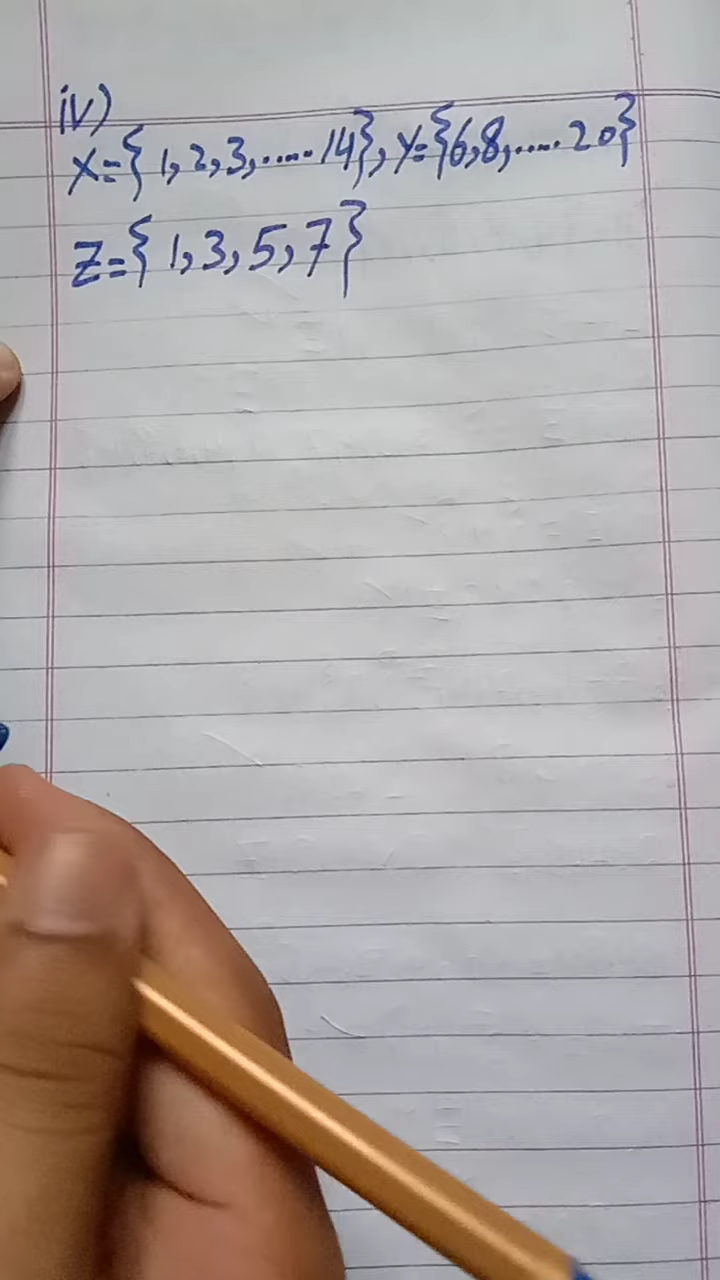 iv)
X={1,2,3,.....14}, Y={6,8,....20}
Z={1,3,5,7}